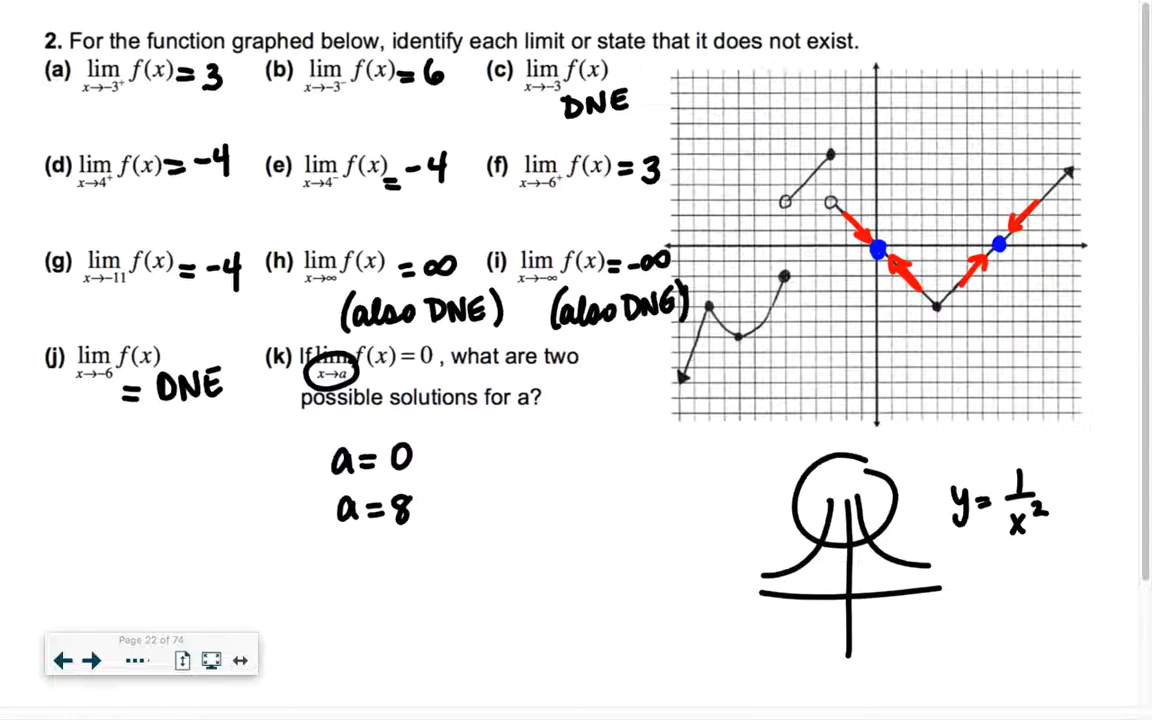 2. For the function graphed below, identify each limit or state that it does not exist.
(a) lim x→-3⁺ f(x) = 3 (b) lim x→-3⁻ f(x) = 6 (c) lim x→-3 f(x)
DNE
(d) lim x→4⁺ f(x) = -4 (e) lim x→4⁻ f(x) = -4 (f) lim x→-6⁺ f(x) = 3
(g) lim x→-11 f(x) = -4 (h) lim x→∞ f(x) = ∞ (i) lim x→-∞ f(x) = -∞
(also DNE) (also DNE)
(j) lim x→-6 f(x) (k) If lim x→a f(x) = 0 , what are two
= DNE
possible solutions for a?
a = 0
a = 8
y = 1/x²
Page 22 of 74